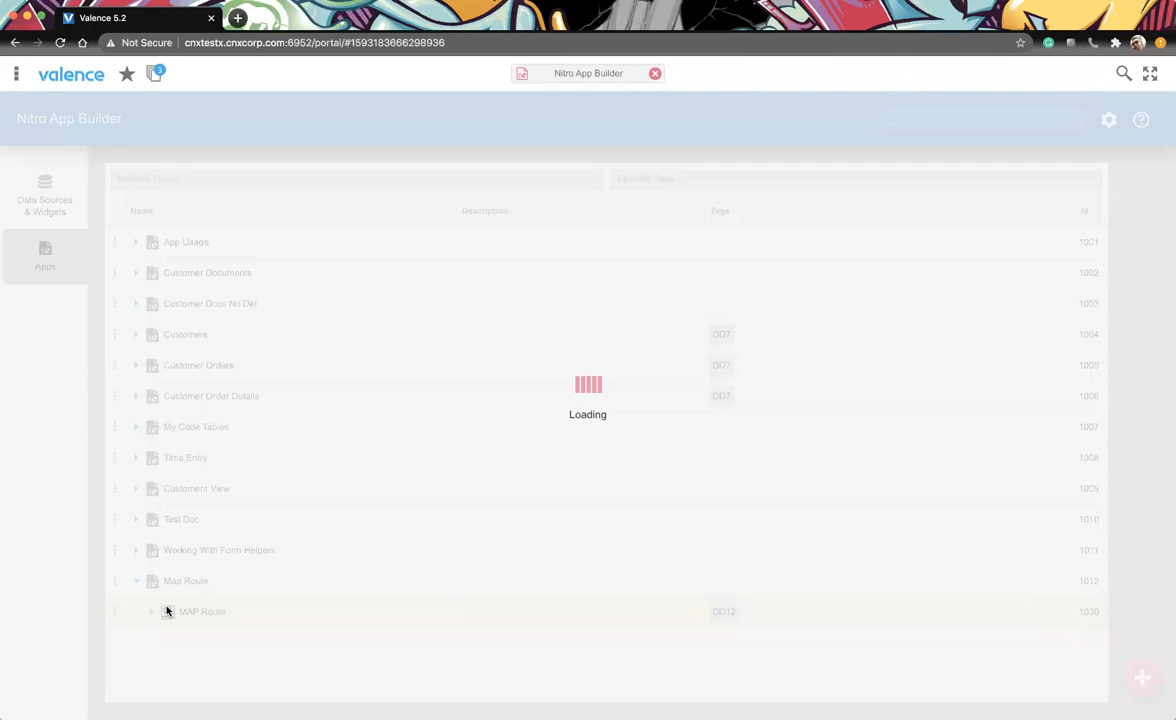 Valence 5.2
Not Secure
cnxtestx.cnxcorp.com:6952/portal/#1593183666298936
valence
3
Nitro App Builder
Nitro App Builder
Data Sources
& Widgets
Apps
Include
Exclude
Name Description Tags Id
App Usage 1001
Customer Documents 1002
Customer Docs No Del 1003
Customers DD7 1004
Customer Orders DD7 1005
Customer Order Details DD7 1006
My Code Tables 1007
Time Entry 1008
Customers View 1009
Test Doc 1010
Working With Form Helpers 1011
Map Route 1012
MAP DD12 1030
Loading